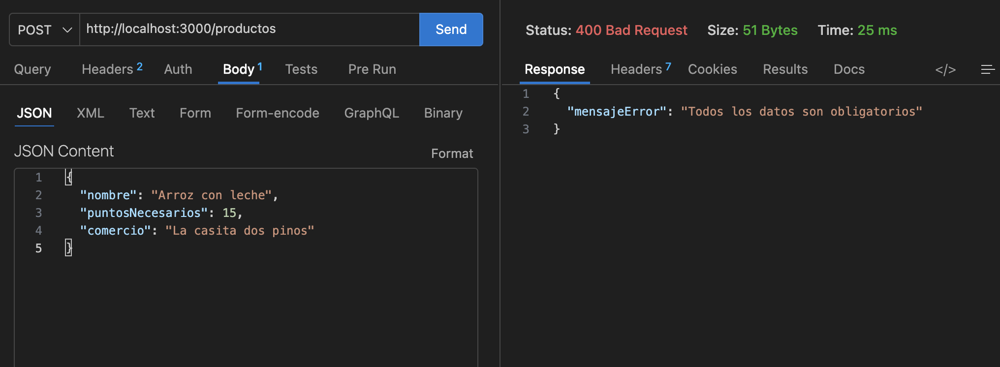 POST http://localhost:3000/productos Send
Query Headers 2 Auth Body 1 Tests Pre Run
JSON XML Text Form Form-encode GraphQL Binary
JSON Content Format
1 {
2 "nombre": "Arroz con leche",
3 "puntosNecesarios": 15,
4 "comercio": "La casita dos pinos"
5 }
Status: 400 Bad Request Size: 51 Bytes Time: 25 ms
Response Headers 7 Cookies Results Docs </>
1 {
2 "mensajeError": "Todos los datos son obligatorios"
3 }